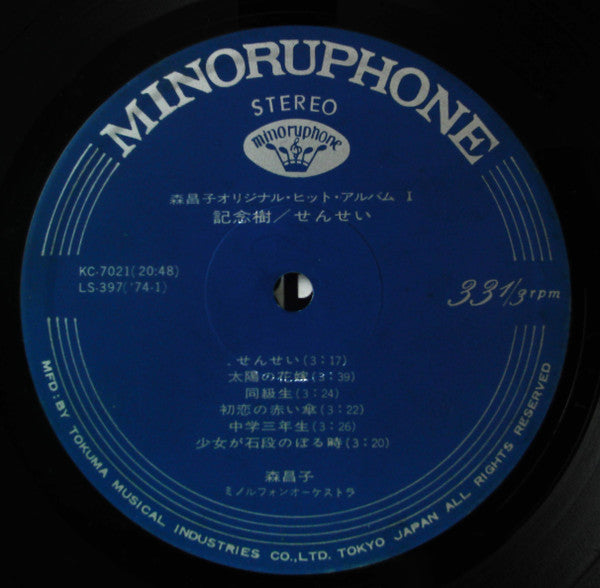 MINORUPHONE
STEREO
minoruphone
森昌子オリジナル・ヒット・アルバム I
記念樹/せんせい
KC-7021(20:48)
LS-397('74-1)
33 1/3 rpm
せんせい(3:17)
太陽の花嫁(3:39)
同級生(3:24)
初恋の赤い傘(3:22)
中学三年生(3:26)
少女が石段のぼる時(3:20)
森昌子
ミノルフォンオーケストラ
MFD: BY TOKUMA MUSICAL INDUSTRIES CO., LTD. TOKYO JAPAN ALL RIGHTS RESERVED